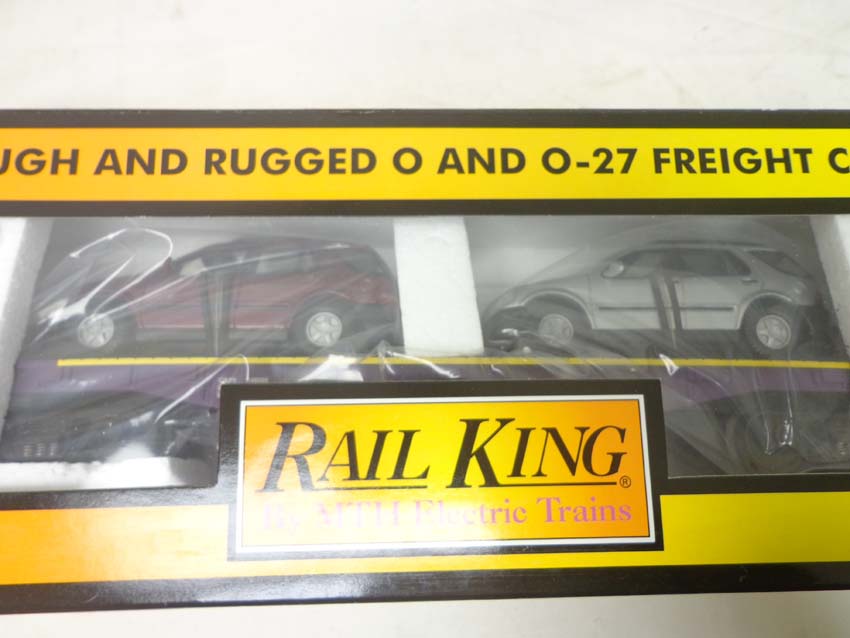 UGH AND RUGGED O AND O-27 FREIGHT C
RAIL KING®
By MTH Electric Trains